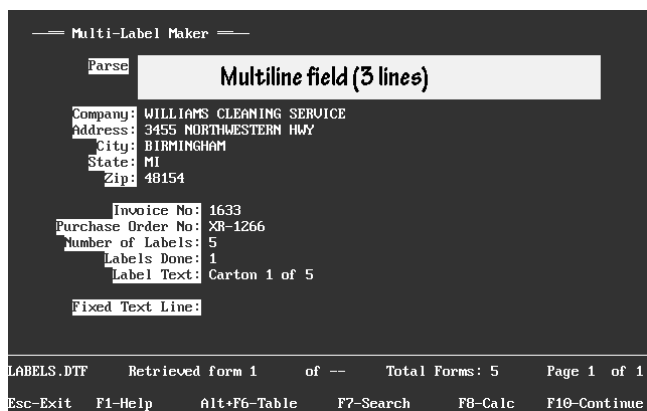 Multi-Label Maker
Parse
Multiline field (3 lines)
Company: WILLIAMS CLEANING SERVICE
Address: 3455 NORTHWESTERN HWY
City: BIRMINGHAM
State: MI
Zip: 48154
Invoice No: 1633
Purchase Order No: XR-1266
Number of Labels: 5
Labels Done: 1
Label Text: Carton 1 of 5
Fixed Text Line:
LABELS.DTF Retrieved form 1 of -- Total Forms: 5 Page 1 of 1
Esc-Exit F1-Help Alt+F6-Table F7-Search F8-Calc F10-Continue